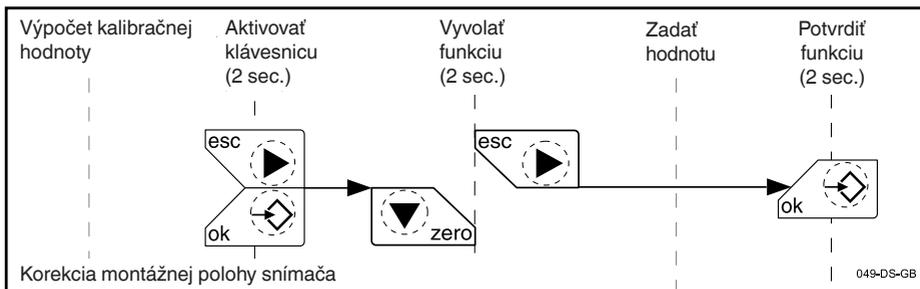 Výpočet kalibračnej
hodnoty
Aktivovať
klávesnicu
(2 sec.)
Vyvolať
funkciu
(2 sec.)
Zadať
hodnotu
Potvrdiť
funkciu
(2 sec.)
esc
ok
zero
esc
ok
Korekcia montážnej polohy snímača
049-DS-GB